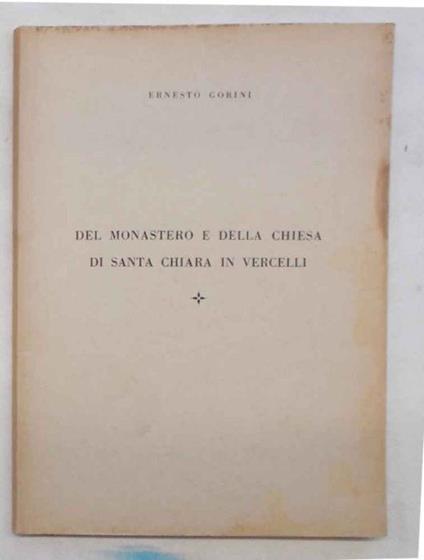 ERNESTO GORINI
DEL MONASTERO E DELLA CHIESA
DI SANTA CHIARA IN VERCELLI